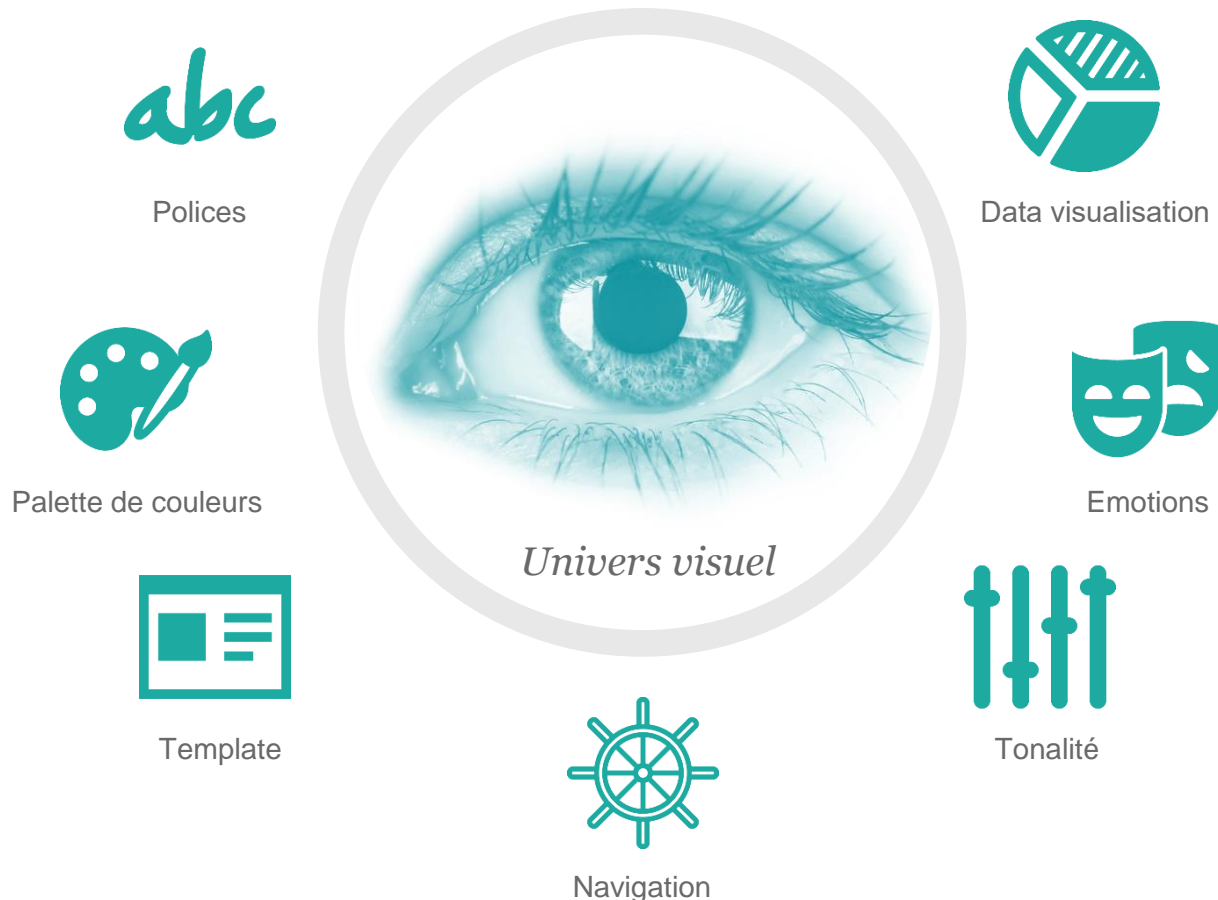 abc
Polices
Data visualisation
Palette de couleurs
Emotions
Univers visuel
Template
Tonalité
Navigation